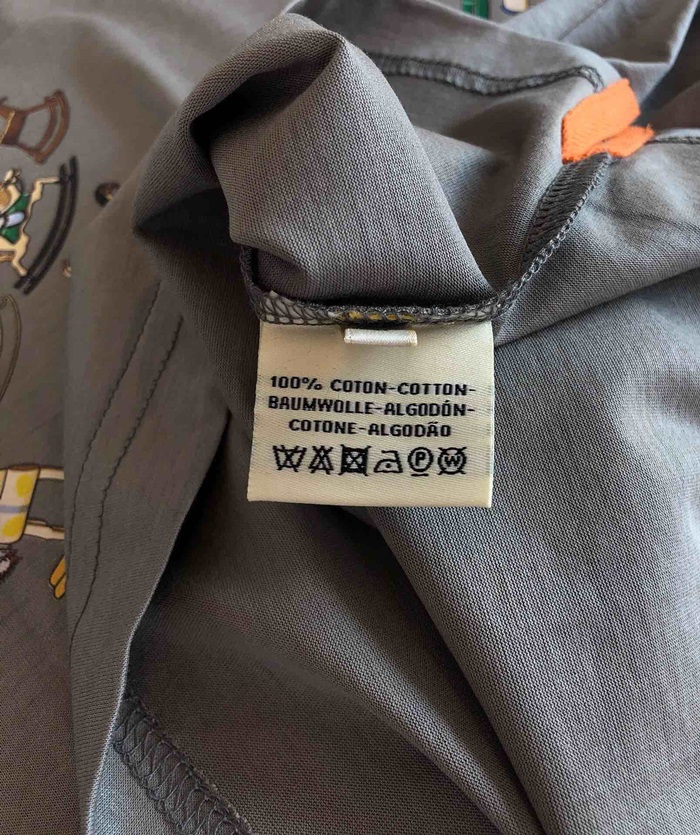 100% COTON-COTTON-
BAUMWOLLE-ALGODÓN-
COTONE-ALGODÃO
P W